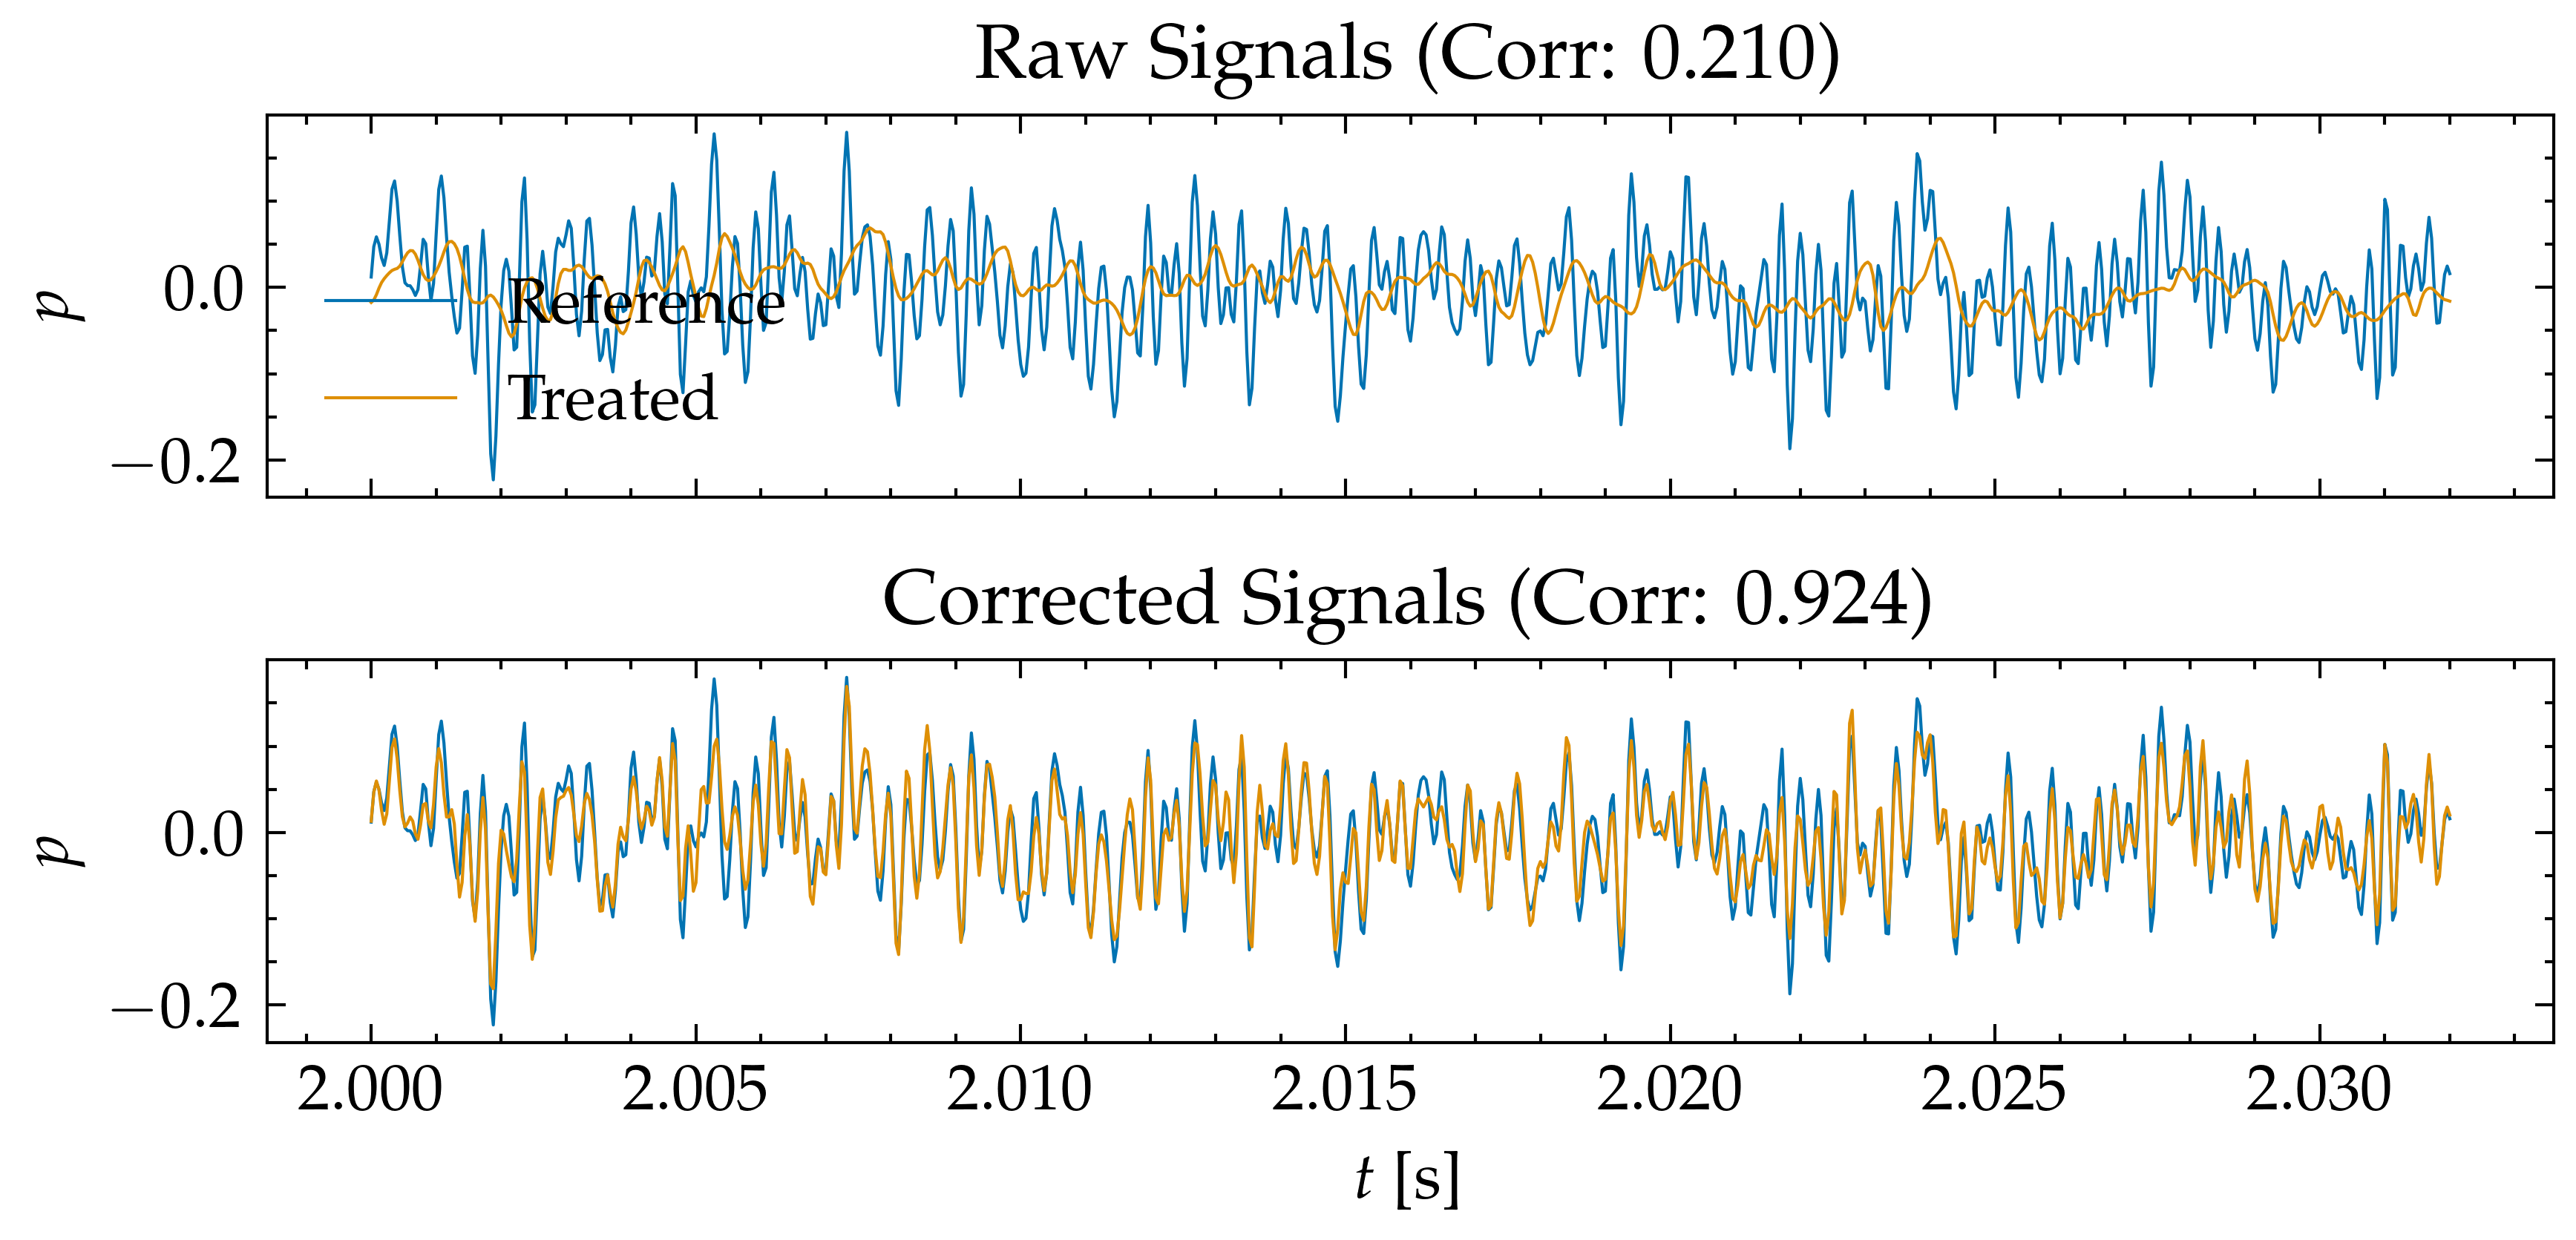 Raw Signals (Corr: 0.210)
p
0.0
−0.2
Reference
Treated
Corrected Signals (Corr: 0.924)
p
0.0
−0.2
2.000 2.005 2.010 2.015 2.020 2.025 2.030
t [s]